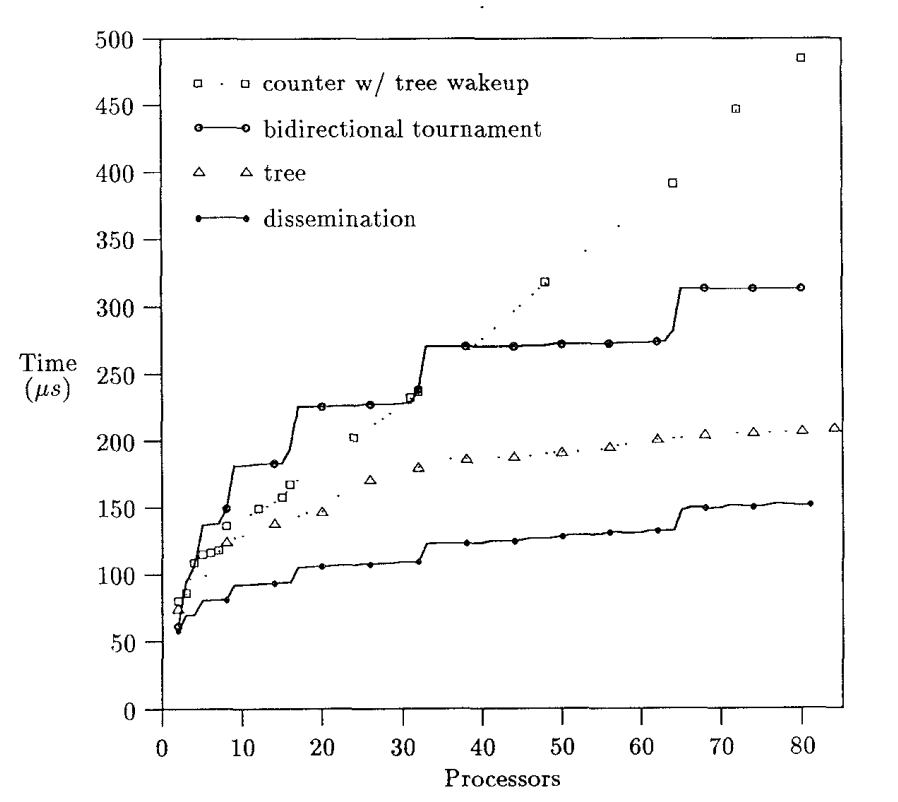 500
counter w/ tree wakeup
450
bidirectional tournament
400
tree
350
dissemination
300
Time
(μs)
250
200
150
100
50
0
0 10 20 30 40 50 60 70 80
Processors